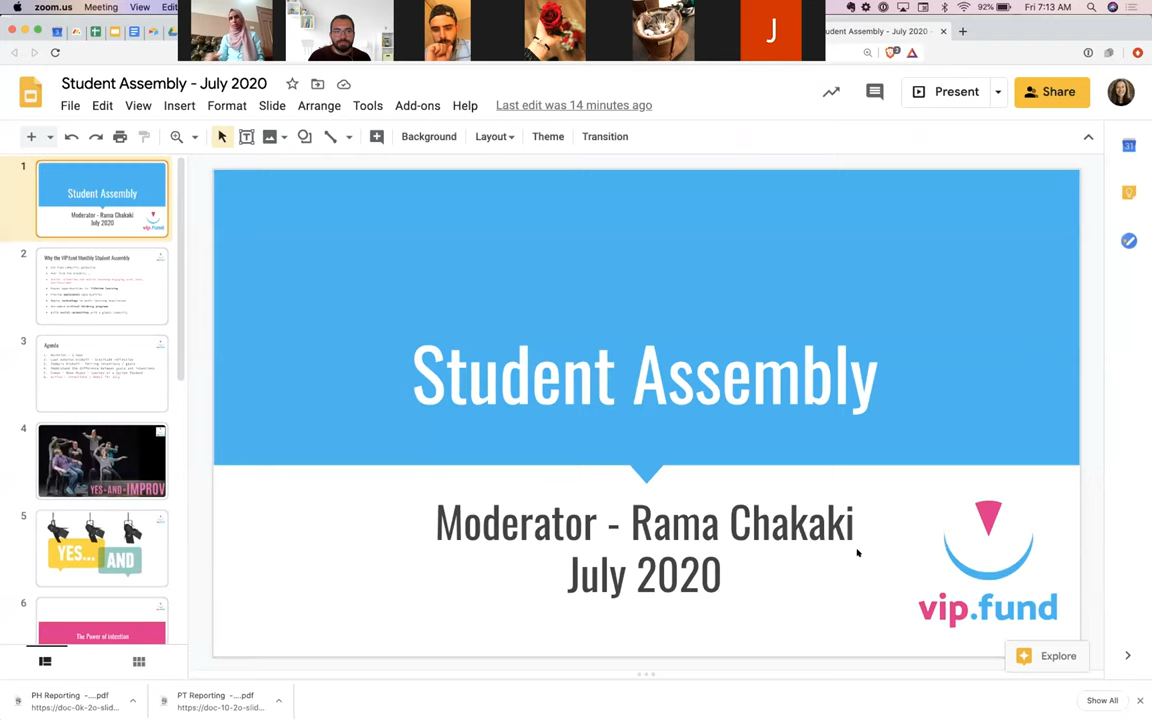 zoom.us Window View Edit
92% Fri 7:13 AM
J
tudent Assembly - July 2020 -
Student Assembly - July 2020
File Edit View Insert Format Slide Arrange Tools Add-ons Help Last edit was 14 minutes ago
Present
Share
Background Layout Theme Transition
31
1
Student Assembly
Moderator - Rama Chakaki
July 2020
vip.fund
2
Why the VIP.fund Monthly Student Assembly
3
Agenda
4
YES-AND-IMPROV
5
YES... AND
6
The Power of intention
Student Assembly
Moderator - Rama Chakaki
July 2020
vip.fund
Explore
PH Reporting -....pdf
https://doc-0k-2o-slid...
PT Reporting -....pdf
https://doc-10-2o-slid...
Show All